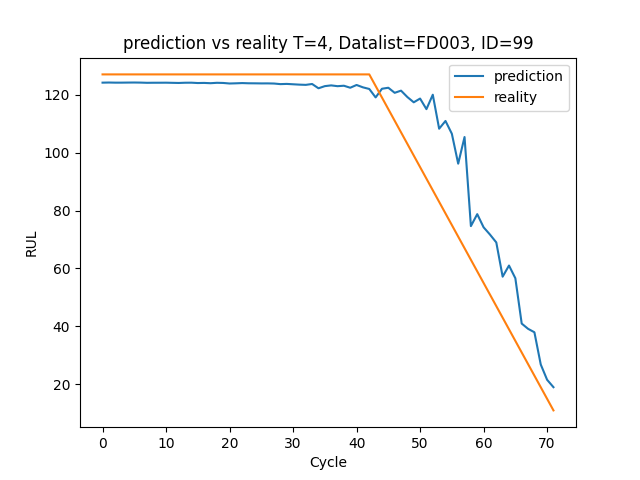 prediction vs reality T=4, Datalist=FD003, ID=99
prediction
reality
RUL
120
100
80
60
40
20
0 10 20 30 40 50 60 70
Cycle